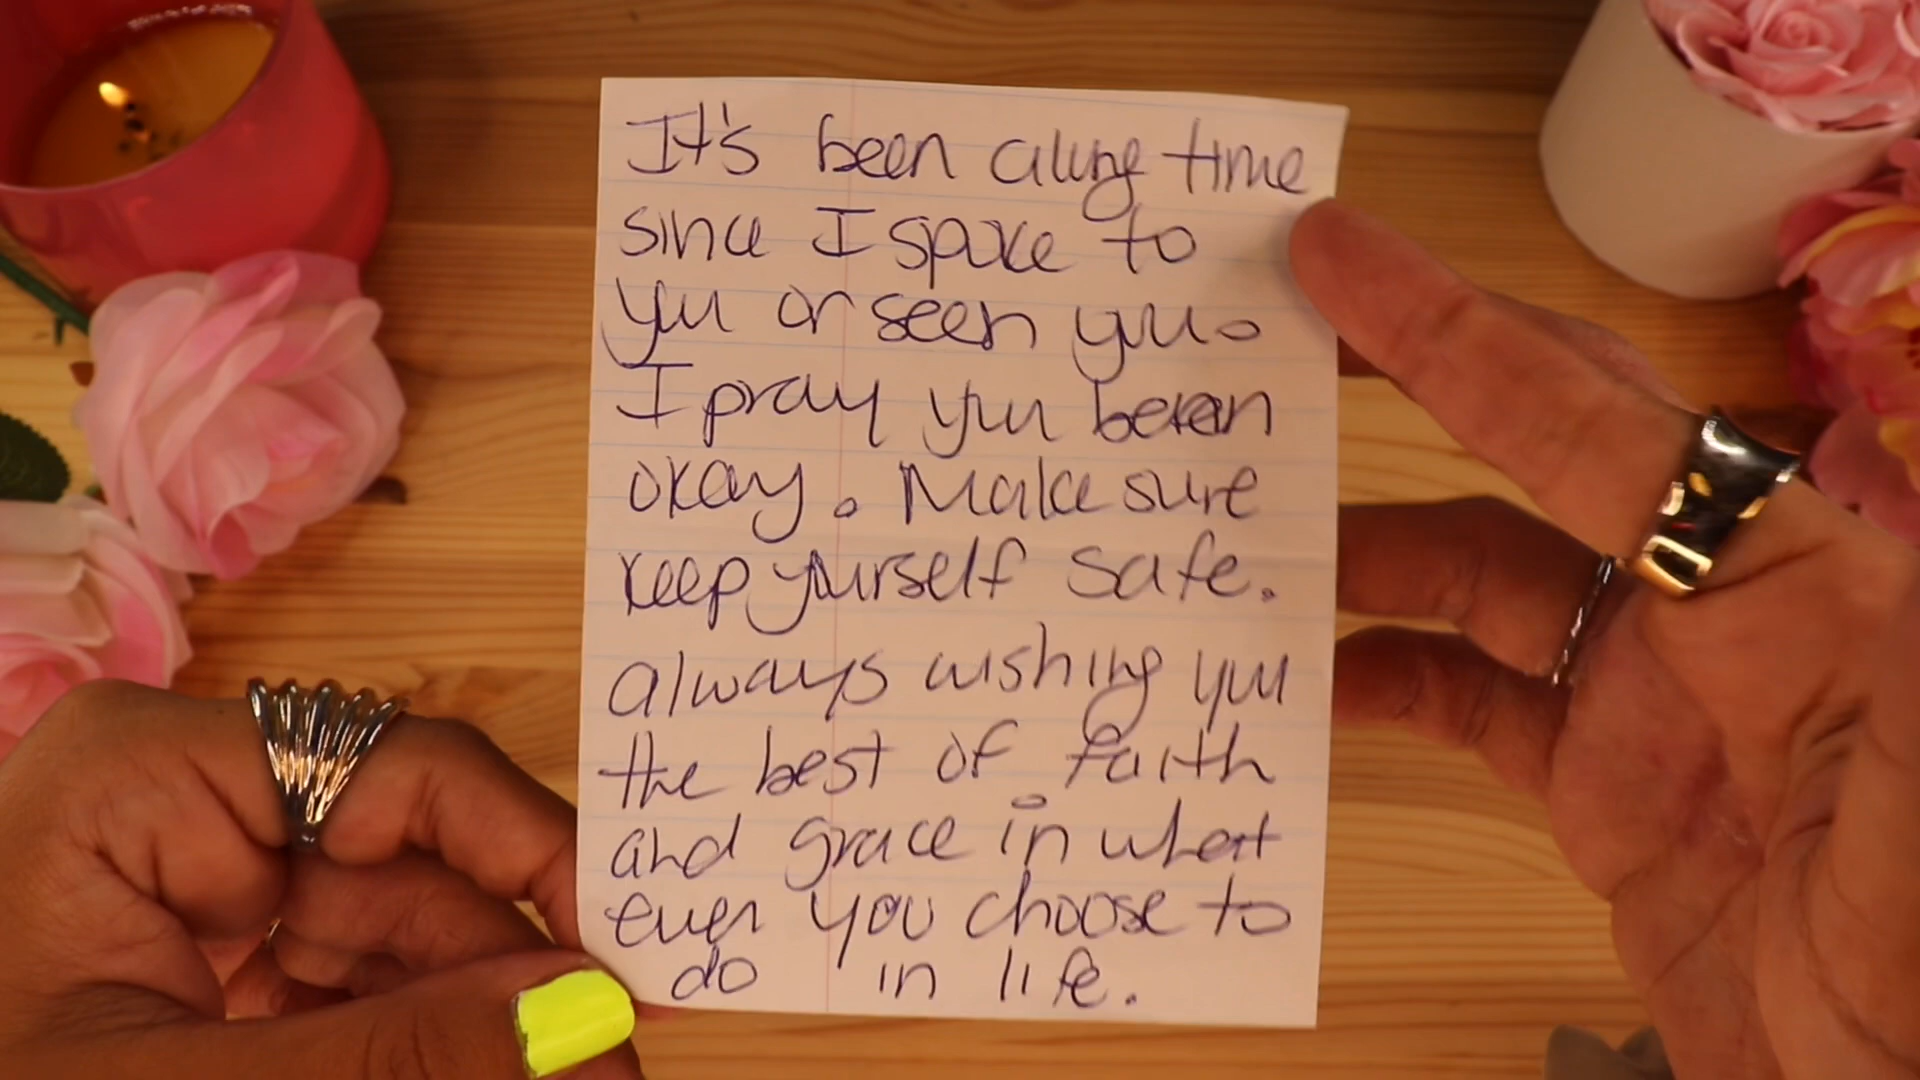 It's been along time
since I spoke to
you or seen you.
I pray you been
okay. Make sure
keep yourself safe.
always wishing you
the best of faith
and grace in what
ever you choose to
do in life.